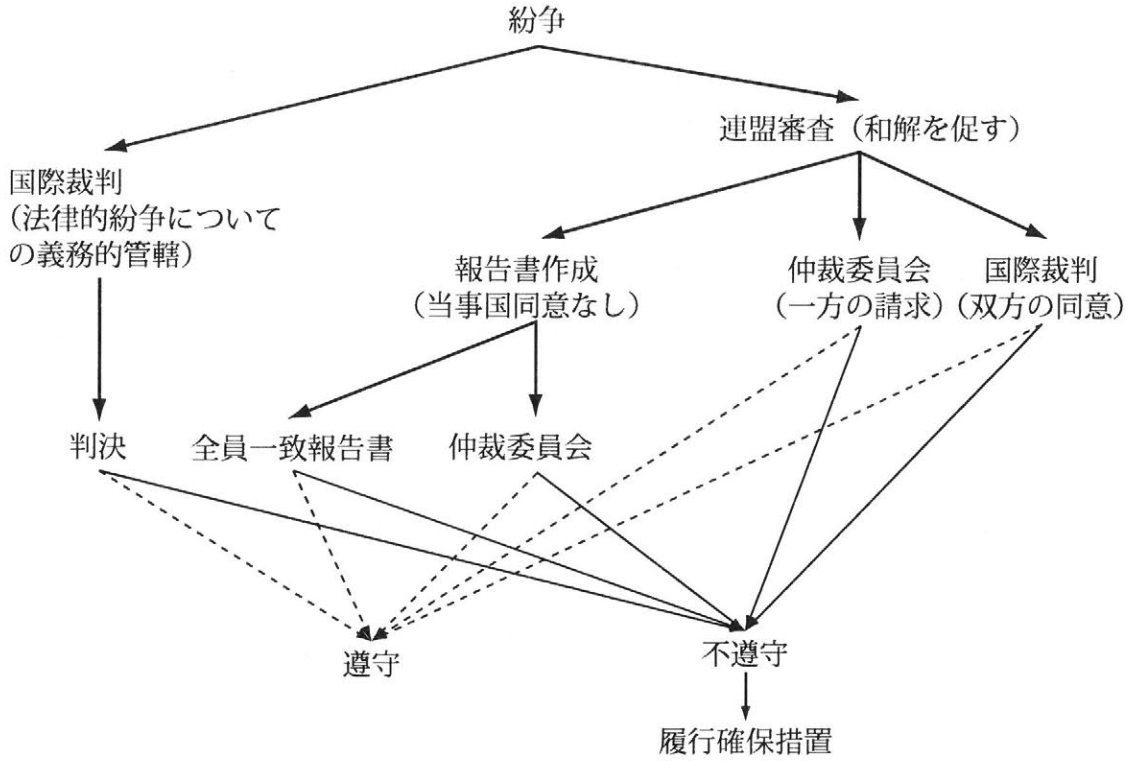 紛争
連盟審査（和解を促す）
国際裁判
（法律的紛争について
の義務的管轄）
報告書作成
（当事国同意なし）
仲裁委員会
（一方の請求）
国際裁判
（双方の同意）
判決
全員一致報告書
仲裁委員会
遵守
不遵守
履行確保措置